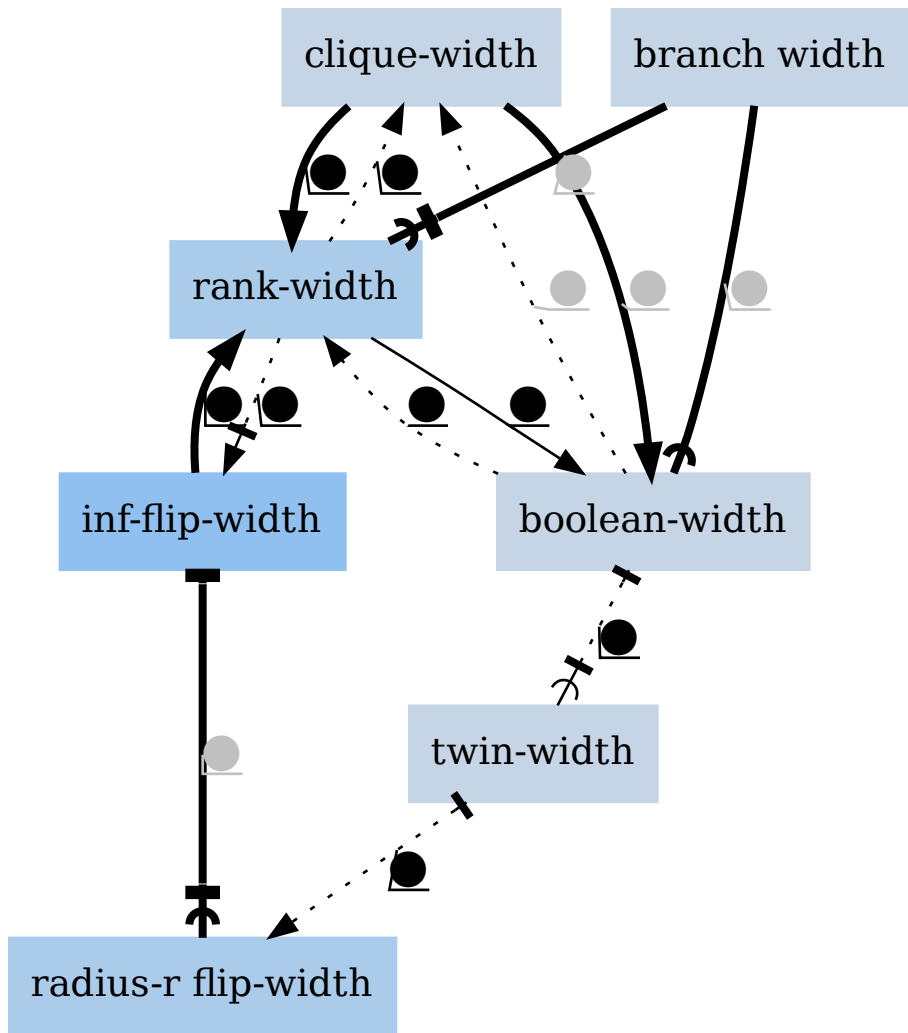 clique-width
branch width
rank-width
inf-flip-width
boolean-width
twin-width
radius-r flip-width